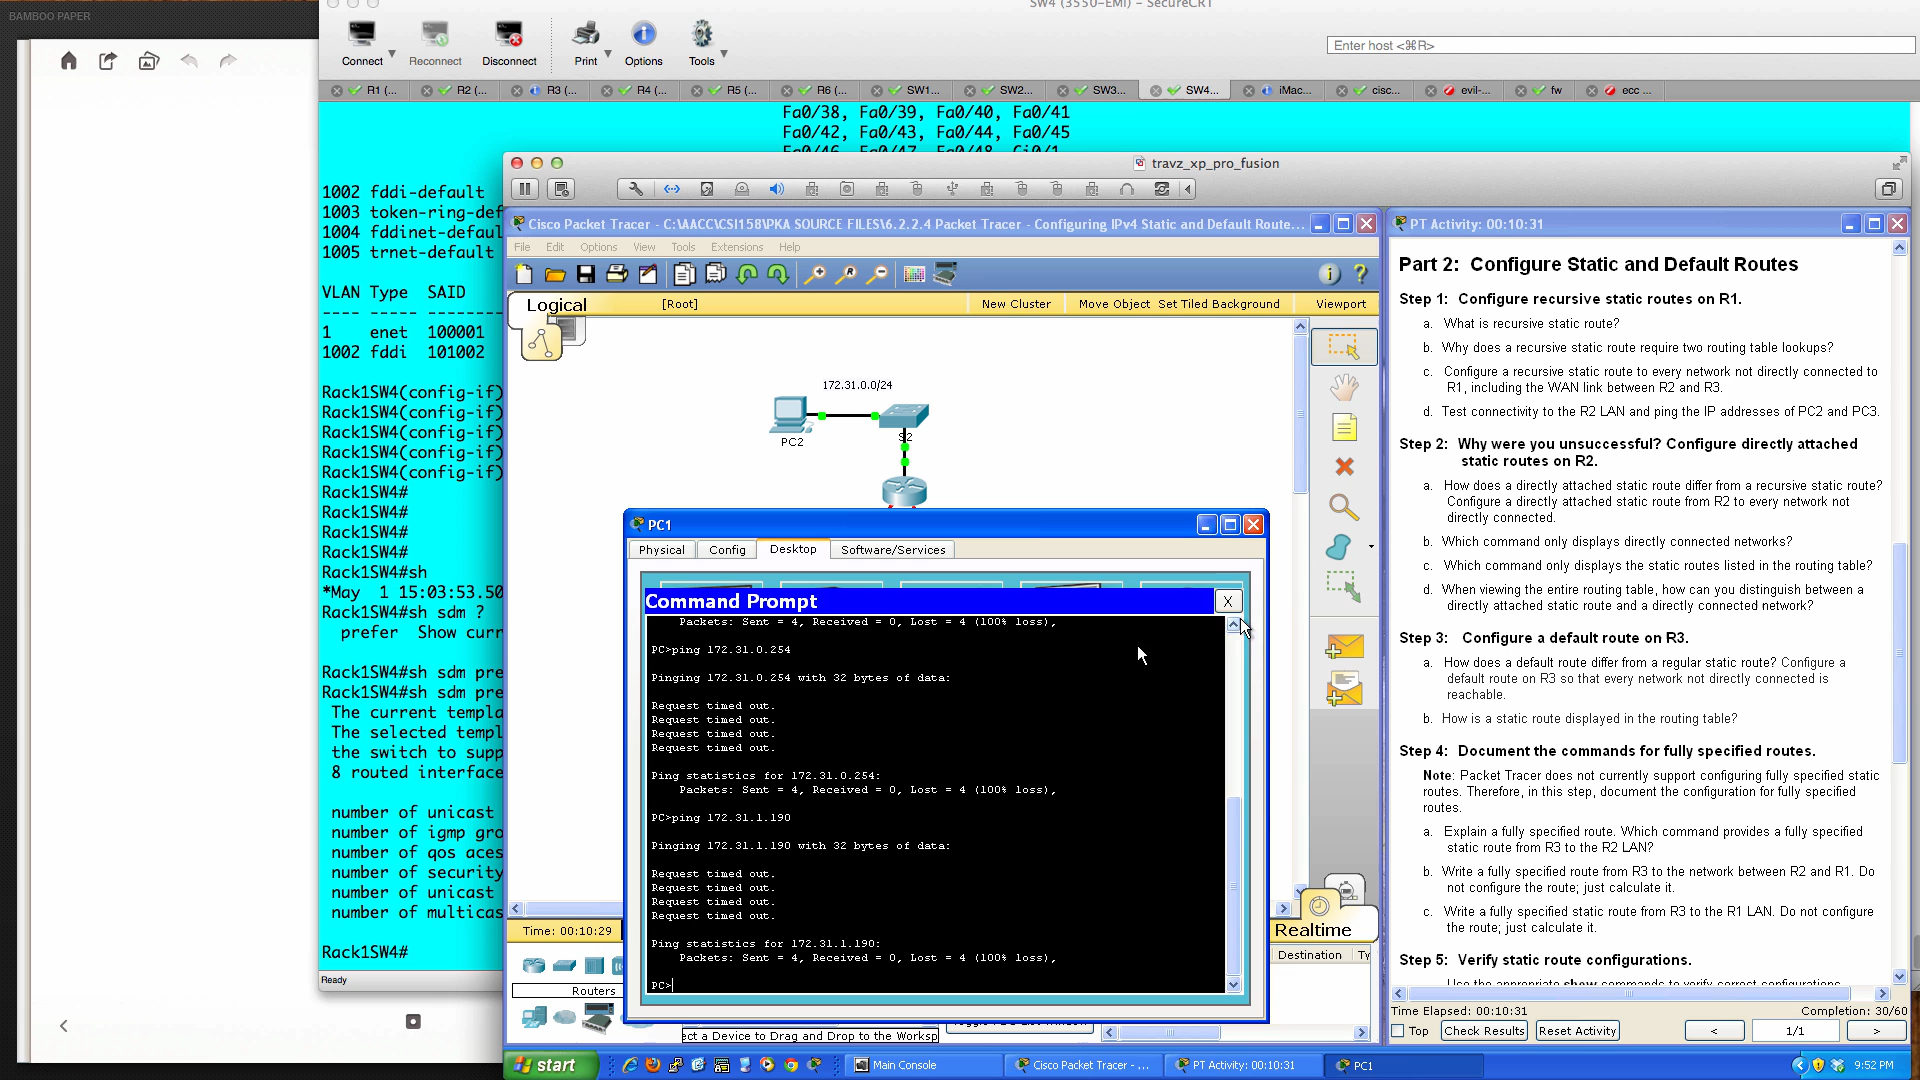 BAMBOO PAPER
SW4 (3550-EMI) – SecureCRT
Connect
Reconnect
Disconnect
Print
Options
Tools
Enter host <⌘R>
R1 (...
R2 (...
R3 (...
R4 (...
R5 (...
R6 (...
SW1...
SW2...
SW3...
SW4...
iMac...
cisc...
evil-...
fw
ecc ...
Fa0/38, Fa0/39, Fa0/40, Fa0/41
Fa0/42, Fa0/43, Fa0/44, Fa0/45
Fa0/46, Fa0/47, Fa0/48, Gi0/1
1002 fddi-default
1003 token-ring-def
1004 fddinet-defaul
1005 trnet-default
VLAN Type SAID
---- ----- --------
1 enet 100001
1002 fddi 101002
Rack1SW4(config-if)
Rack1SW4(config-if)
Rack1SW4(config-if)
Rack1SW4(config-if)
Rack1SW4(config-if)
Rack1SW4#
Rack1SW4#
Rack1SW4#
Rack1SW4#
Rack1SW4#sh
*May 1 15:03:53.50
Rack1SW4#sh sdm ?
prefer Show curr
Rack1SW4#sh sdm pre
Rack1SW4#sh sdm pre
The current templa
The selected templ
the switch to supp
8 routed interface
number of unicast
number of igmp gro
number of qos aces
number of security
number of unicast
number of multicas
Rack1SW4#
Ready
travz_xp_pro_fusion
Cisco Packet Tracer - C:\AACC\CSI158\PKA SOURCE FILES\6.2.2.4 Packet Tracer - Configuring IPv4 Static and Default Route...
File Edit Options View Tools Extensions Help
Logical
[Root]
New Cluster
Move Object
Set Tiled Background
Viewport
172.31.0.0/24
PC2
S2
PC1
Physical
Config
Desktop
Software/Services
Command Prompt
X
Packets: Sent = 4, Received = 0, Lost = 4 (100% loss),
PC>ping 172.31.0.254
Pinging 172.31.0.254 with 32 bytes of data:
Request timed out.
Request timed out.
Request timed out.
Request timed out.
Ping statistics for 172.31.0.254:
Packets: Sent = 4, Received = 0, Lost = 4 (100% loss),
PC>ping 172.31.1.190
Pinging 172.31.1.190 with 32 bytes of data:
Request timed out.
Request timed out.
Request timed out.
Request timed out.
Ping statistics for 172.31.1.190:
Packets: Sent = 4, Received = 0, Lost = 4 (100% loss),
PC>
Time: 00:10:29
Routers
ect a Device to Drag and Drop to the Worksp
Realtime
Destination
Ty
PT Activity: 00:10:31
Part 2: Configure Static and Default Routes
Step 1: Configure recursive static routes on R1.
a. What is recursive static route?
b. Why does a recursive static route require two routing table lookups?
c. Configure a recursive static route to every network not directly connected to
R1, including the WAN link between R2 and R3.
d. Test connectivity to the R2 LAN and ping the IP addresses of PC2 and PC3.
Step 2: Why were you unsuccessful? Configure directly attached
static routes on R2.
a. How does a directly attached static route differ from a recursive static route?
Configure a directly attached static route from R2 to every network not
directly connected.
b. Which command only displays directly connected networks?
c. Which command only displays the static routes listed in the routing table?
d. When viewing the entire routing table, how can you distinguish between a
directly attached static route and a directly connected network?
Step 3: Configure a default route on R3.
a. How does a default route differ from a regular static route? Configure a
default route on R3 so that every network not directly connected is
reachable.
b. How is a static route displayed in the routing table?
Step 4: Document the commands for fully specified routes.
Note: Packet Tracer does not currently support configuring fully specified static
routes. Therefore, in this step, document the configuration for fully specified
routes.
a. Explain a fully specified route. Which command provides a fully specified
static route from R3 to the R2 LAN?
b. Write a fully specified route from R3 to the network between R2 and R1. Do
not configure the route; just calculate it.
c. Write a fully specified static route from R3 to the R1 LAN. Do not configure
the route; just calculate it.
Step 5: Verify static route configurations.
Use the appropriate show commands to verify correct configurations
Time Elapsed: 00:10:31
Completion: 30/60
Top
Check Results
Reset Activity
<
1/1
>
start
Main Console
Cisco Packet Tracer - ...
PT Activity: 00:10:31
PC1
9:52 PM